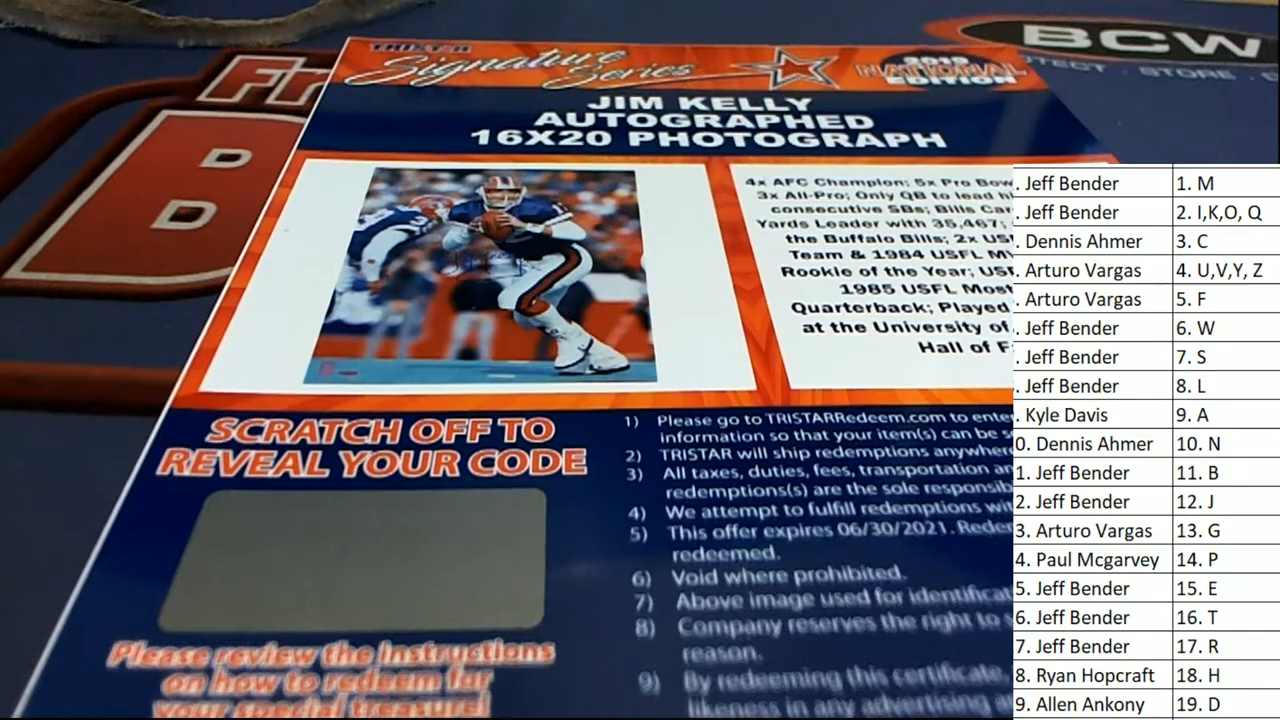 TRISTAR
Signature Series
2019
NATIONAL
EDITION
BCW
OTECT . STORE .
Fr
D
D
JIM KELLY
AUTOGRAPHED
16X20 PHOTOGRAPH
4x AFC Champion; 5x Pro Bow
3x All-Pro; Only QB to lead h
consecutive SBs; Bills Car
Yards Leader with 35,467;
the Buffalo Bills; 2x US
Team & 1984 USFL M
Rookie of the Year; US
1985 USFL Most
Quarterback; Played
at the University of
Hall of F
SCRATCH OFF TO
REVEAL YOUR CODE
Please review the instructions
on how to redeem for
your special treasure!
1) Please go to TRISTARRedeem.com to enter
information so that your item(s) can be s
2) TRISTAR will ship redemptions anywher
3) All taxes, duties, fees, transportation an
redemptions(s) are the sole responsib
4) We attempt to fulfill redemptions wit
5) This offer expires 06/30/2021. Rede
redeemed.
6) Void where prohibited.
7) Above image used for identificat
8) Company reserves the right to
reason.
9) By redeeming this certificate,
likeness in any advertising
. Jeff Bender 1. M
. Jeff Bender 2. I,K,O, Q
. Dennis Ahmer 3. C
. Arturo Vargas 4. U,V,Y, Z
. Arturo Vargas 5. F
. Jeff Bender 6. W
. Jeff Bender 7. S
. Jeff Bender 8. L
. Kyle Davis 9. A
0. Dennis Ahmer 10. N
1. Jeff Bender 11. B
2. Jeff Bender 12. J
3. Arturo Vargas 13. G
4. Paul Mcgarvey 14. P
5. Jeff Bender 15. E
6. Jeff Bender 16. T
7. Jeff Bender 17. R
8. Ryan Hopcraft 18. H
9. Allen Ankony 19. D